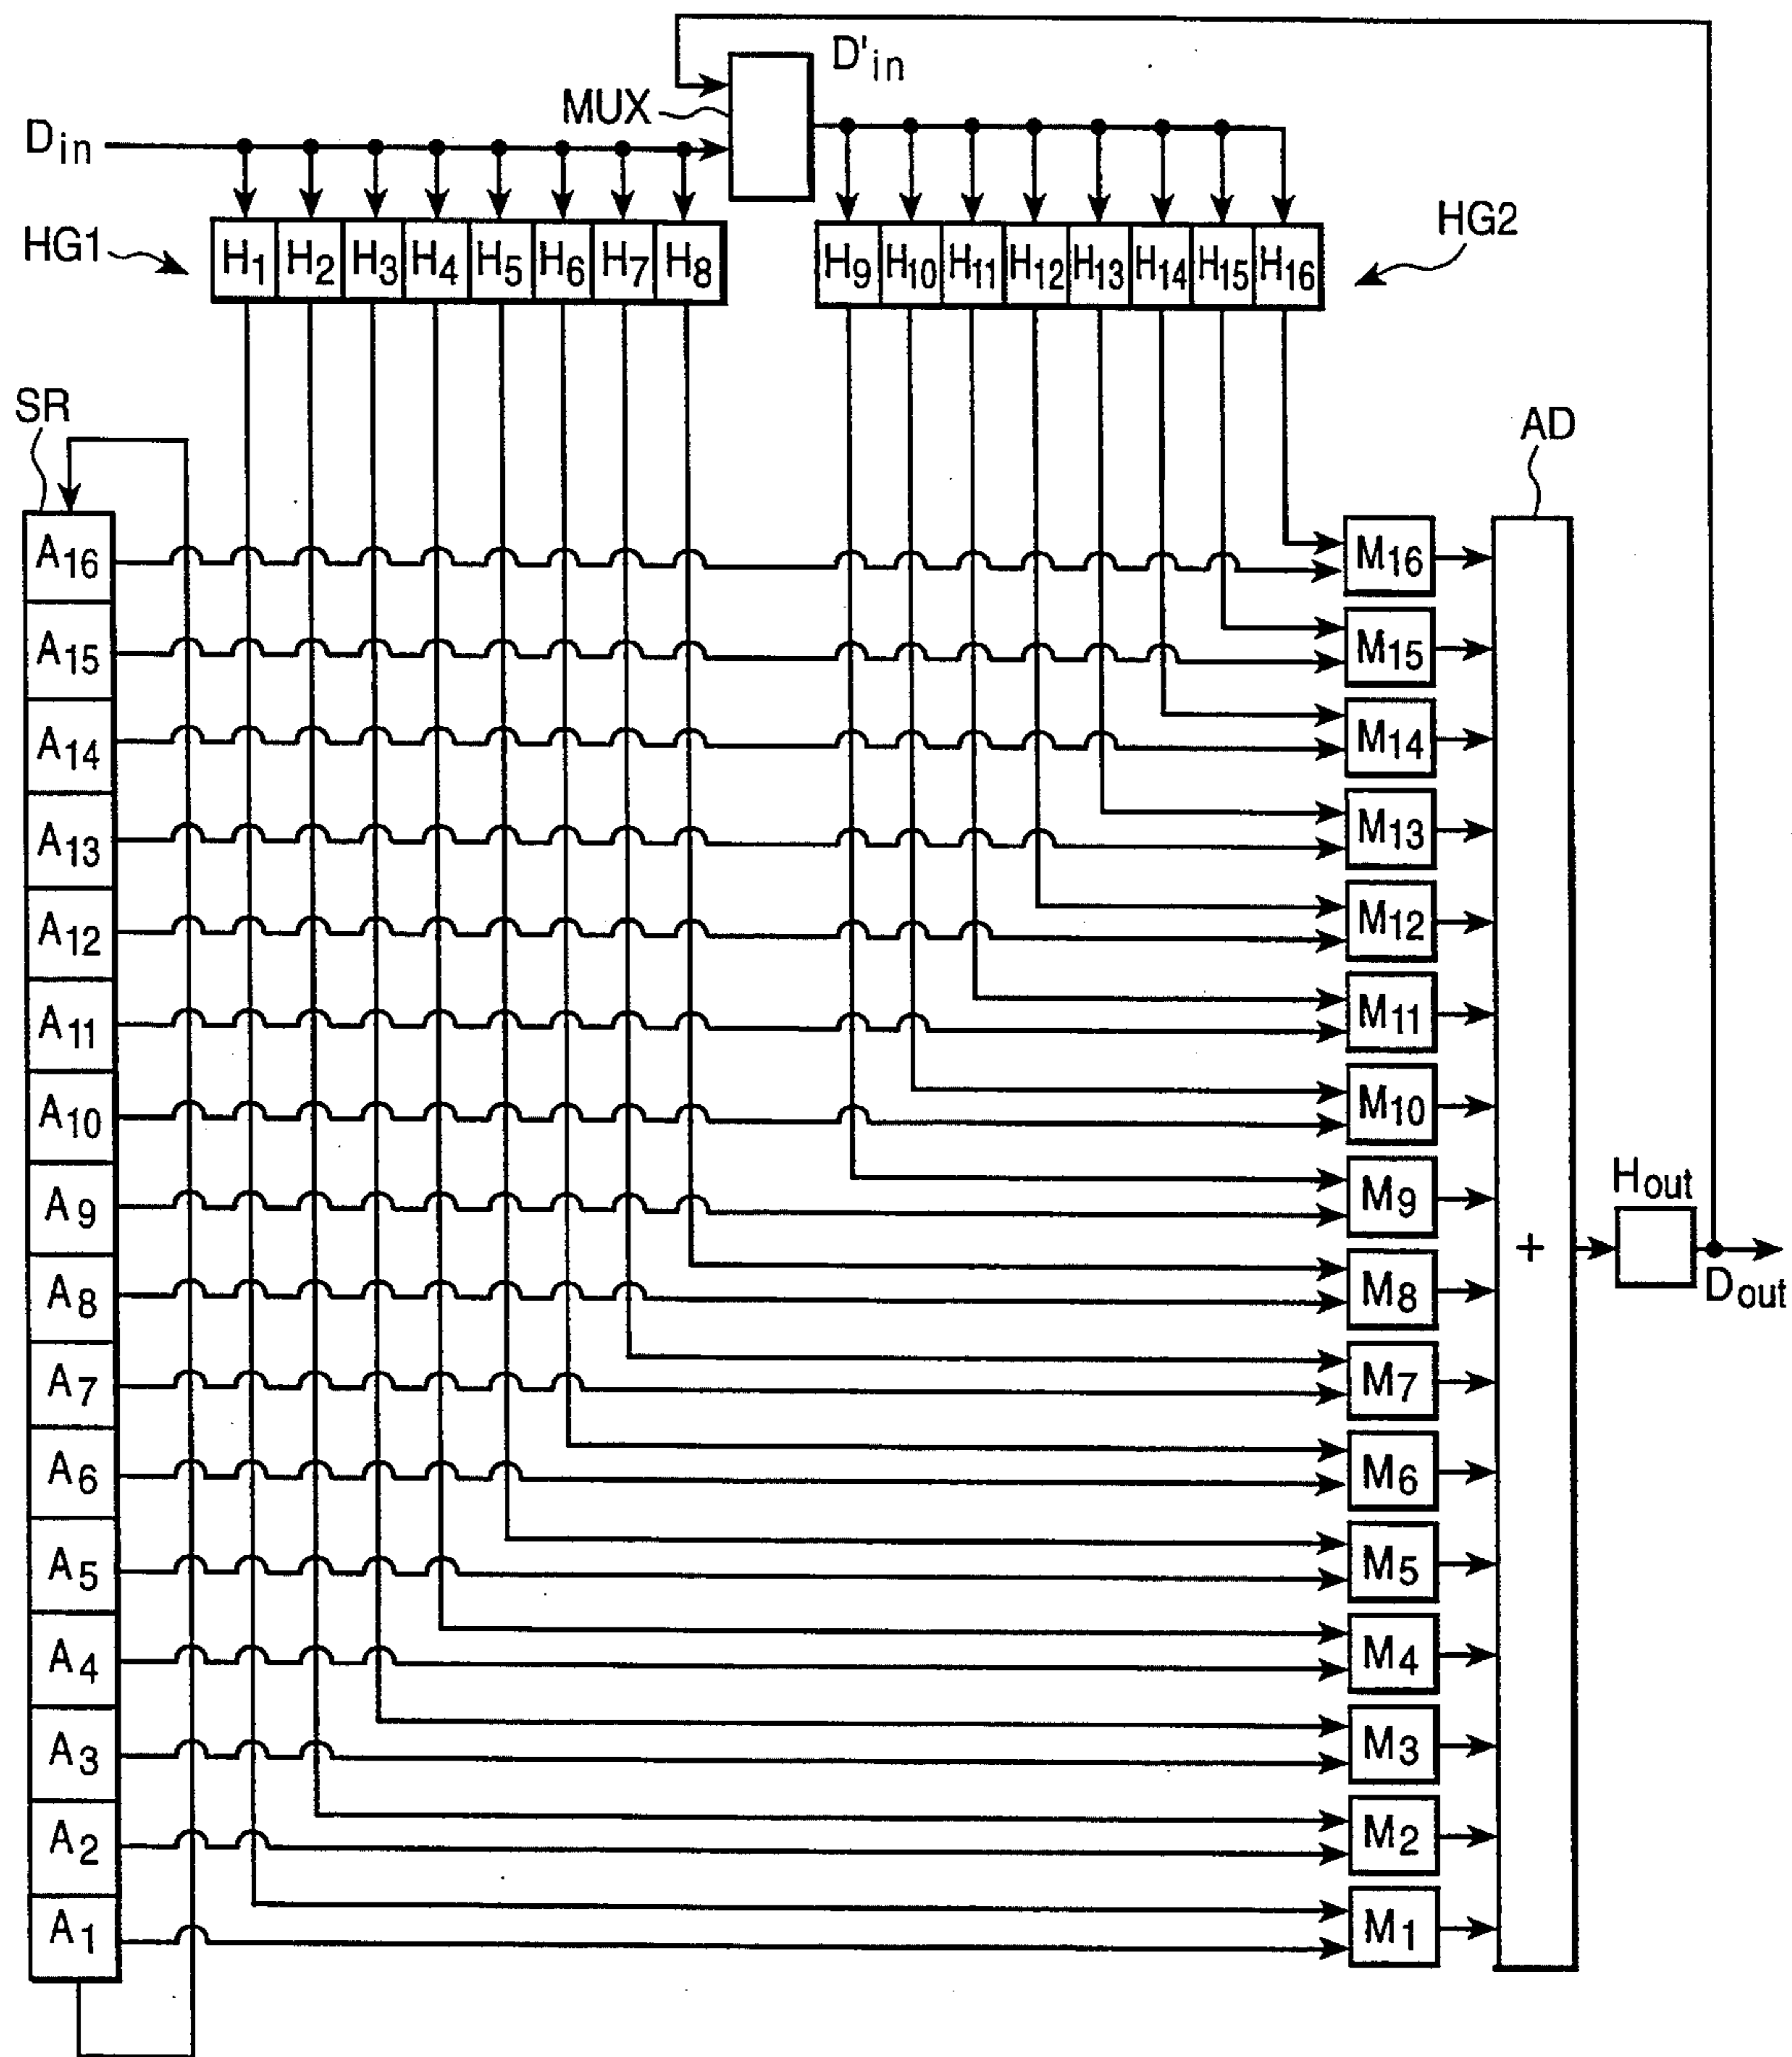 D'in
MUX
Din
HG1
H1 H2 H3 H4 H5 H6 H7 H8
H9 H10 H11 H12 H13 H14 H15 H16
HG2
SR
AD
A16
M16
A15
M15
A14
M14
A13
M13
A12
M12
A11
M11
A10
M10
A9
M9
Hout
+
Dout
A8
M8
A7
M7
A6
M6
A5
M5
A4
M4
A3
M3
A2
M2
A1
M1